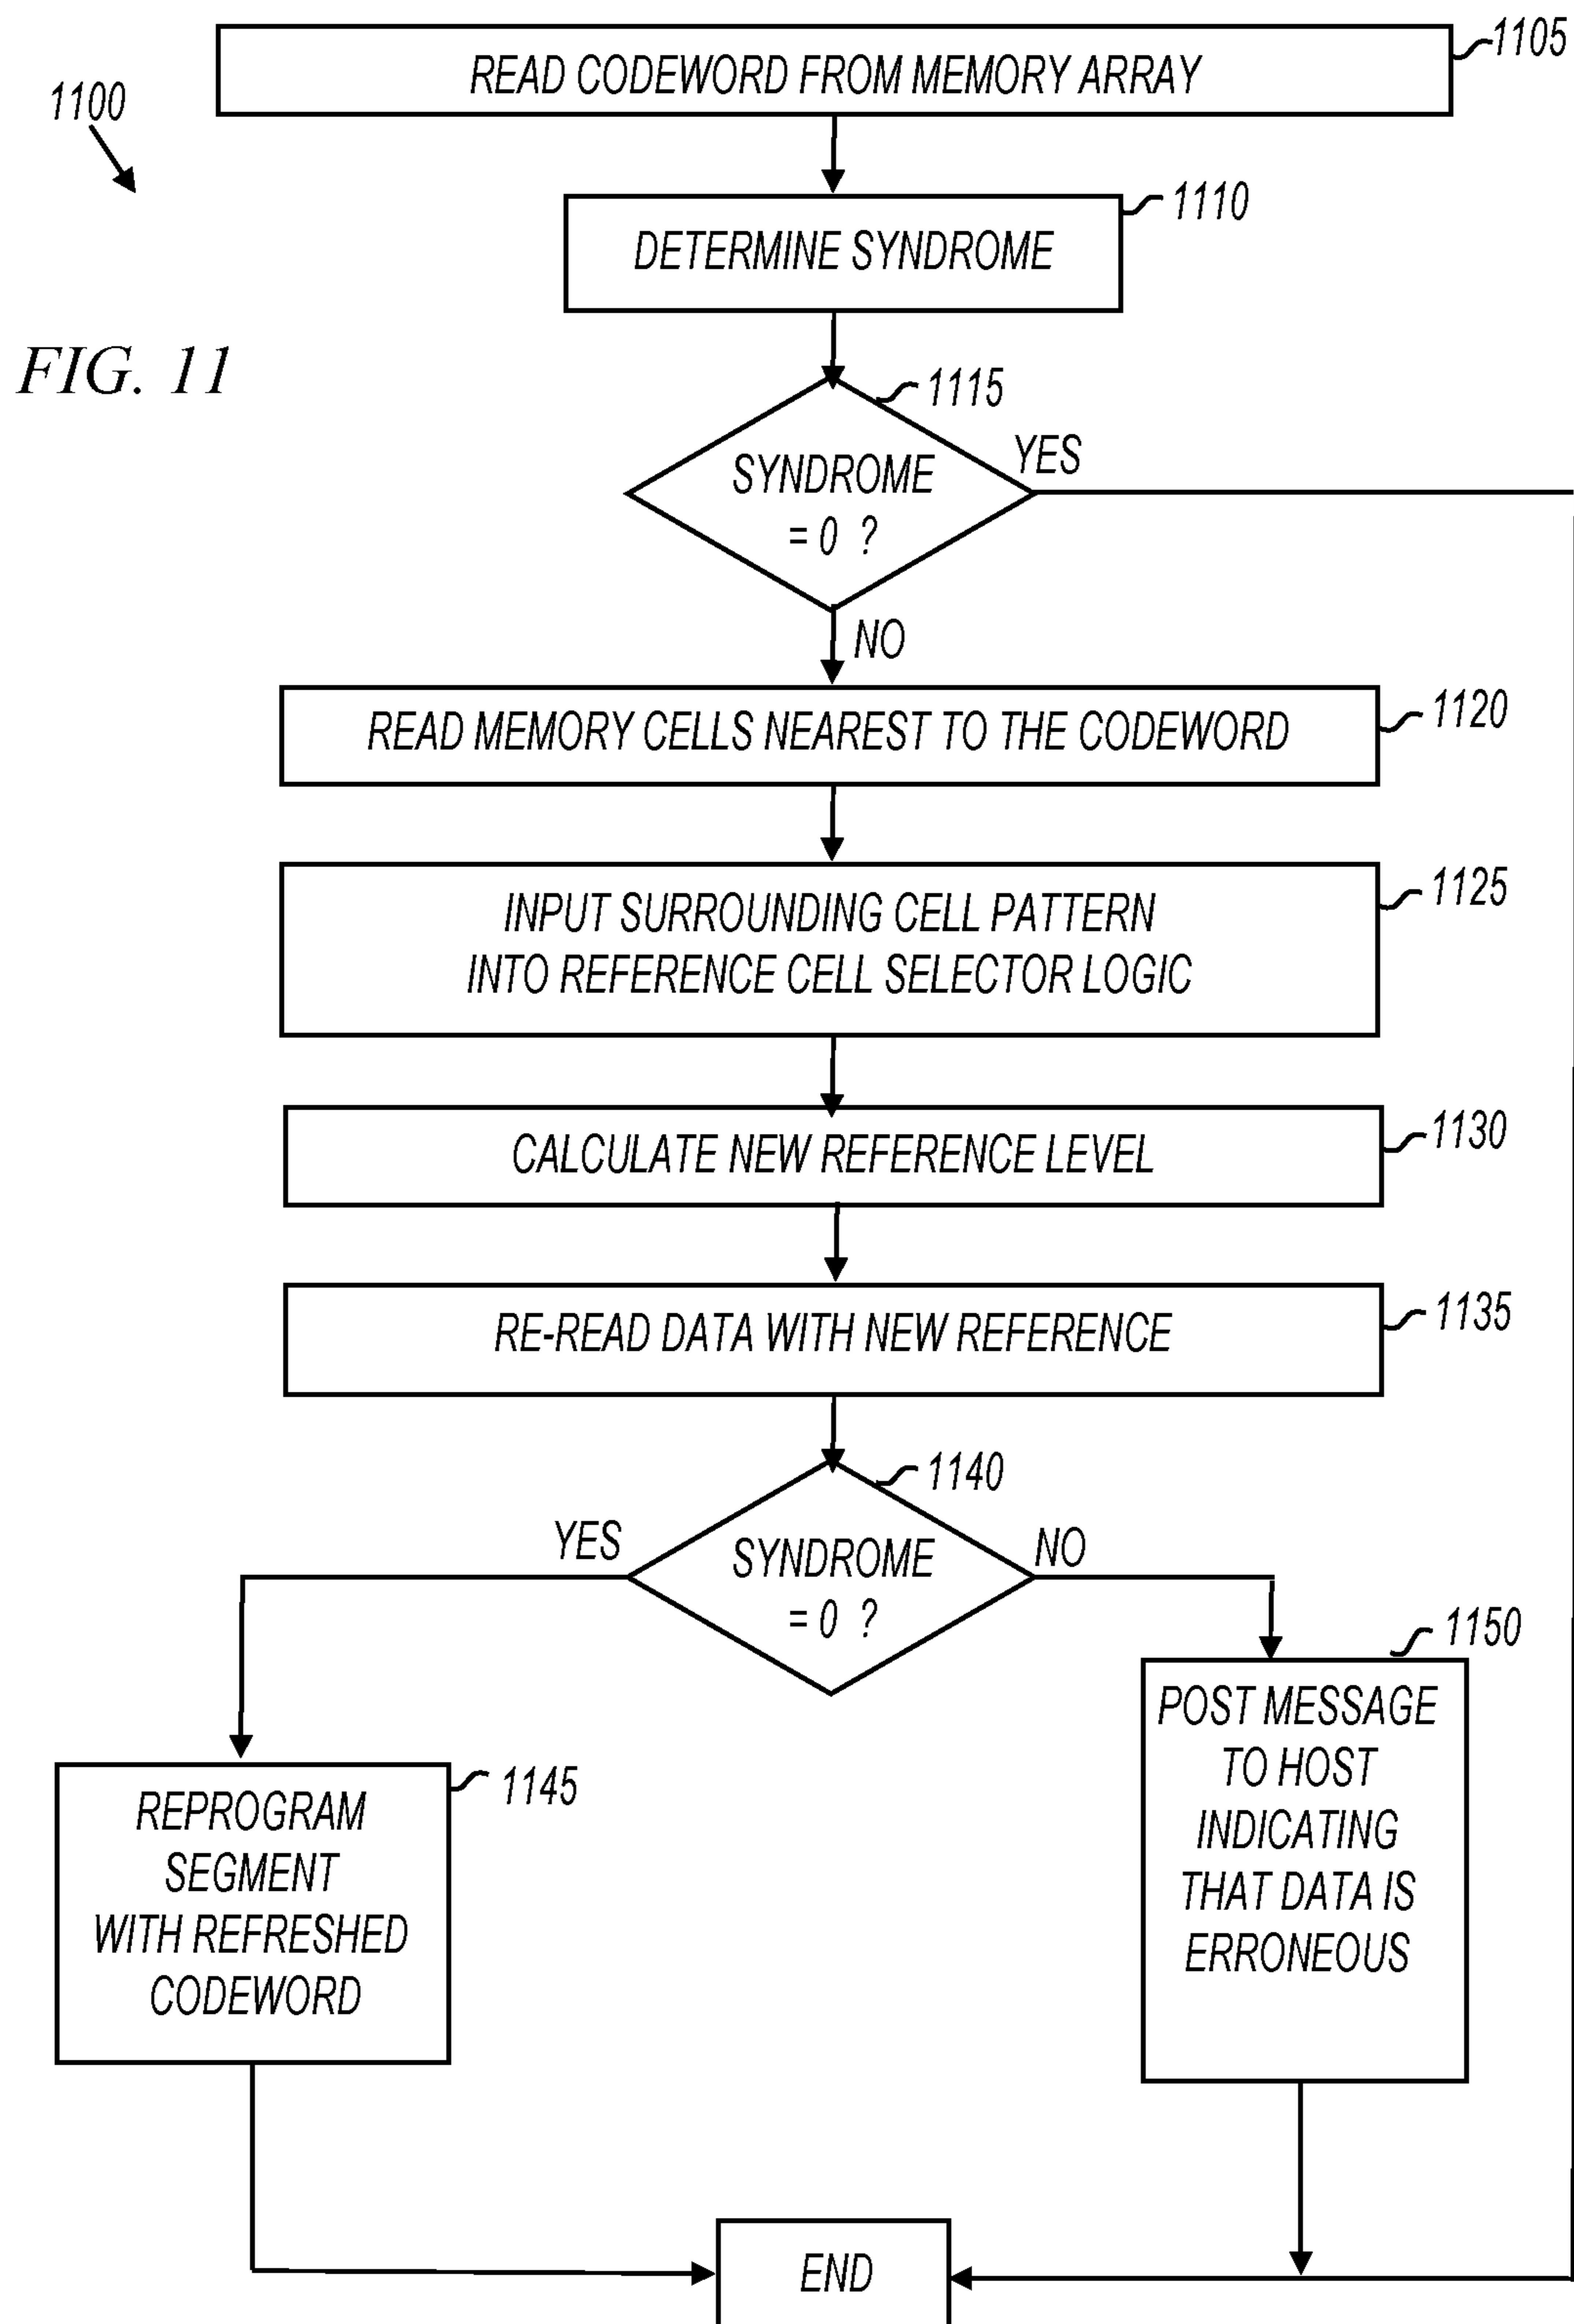 READ CODEWORD FROM MEMORY ARRAY
1105
1100
DETERMINE SYNDROME
1110
FIG. 11
1115
SYNDROME
= 0 ?
YES
NO
READ MEMORY CELLS NEAREST TO THE CODEWORD
1120
INPUT SURROUNDING CELL PATTERN
INTO REFERENCE CELL SELECTOR LOGIC
1125
CALCULATE NEW REFERENCE LEVEL
1130
RE-READ DATA WITH NEW REFERENCE
1135
1140
YES
SYNDROME
= 0 ?
NO
1145
REPROGRAM
SEGMENT
WITH REFRESHED
CODEWORD
1150
POST MESSAGE
TO HOST
INDICATING
THAT DATA IS
ERRONEOUS
END